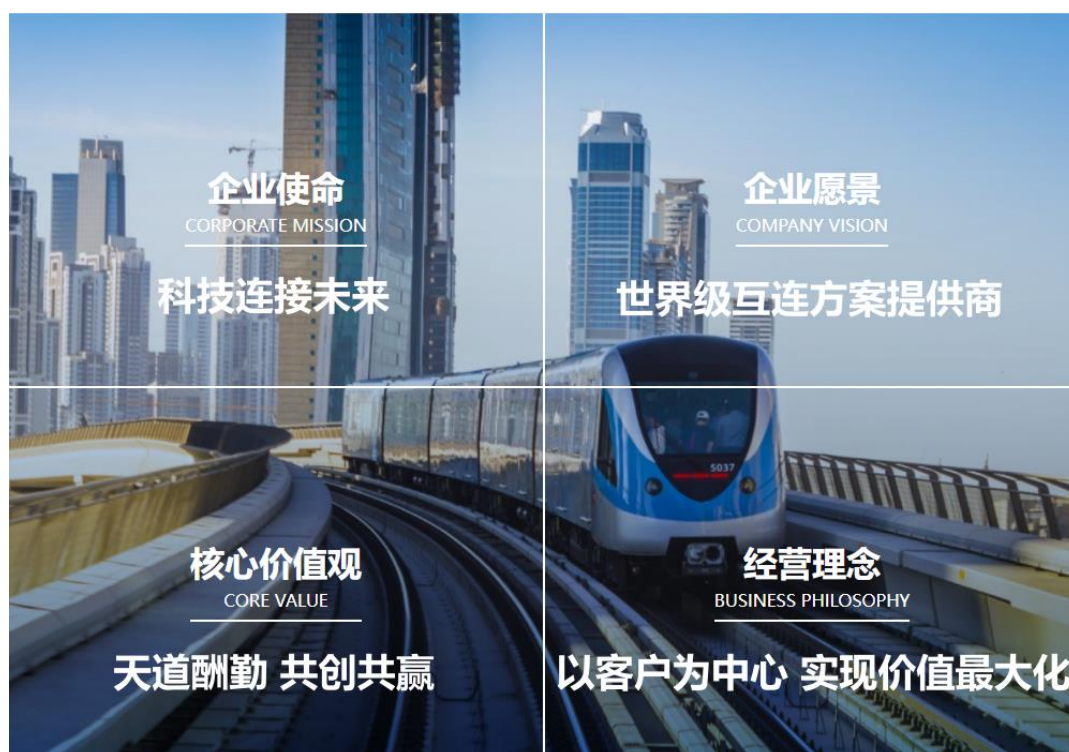 企业使命
CORPORATE MISSION
科技连接未来
企业愿景
COMPANY VISION
世界级互连方案提供商
5037
核心价值观
CORE VALUE
天道酬勤 共创共赢
经营理念
BUSINESS PHILOSOPHY
以客户为中心 实现价值最大化